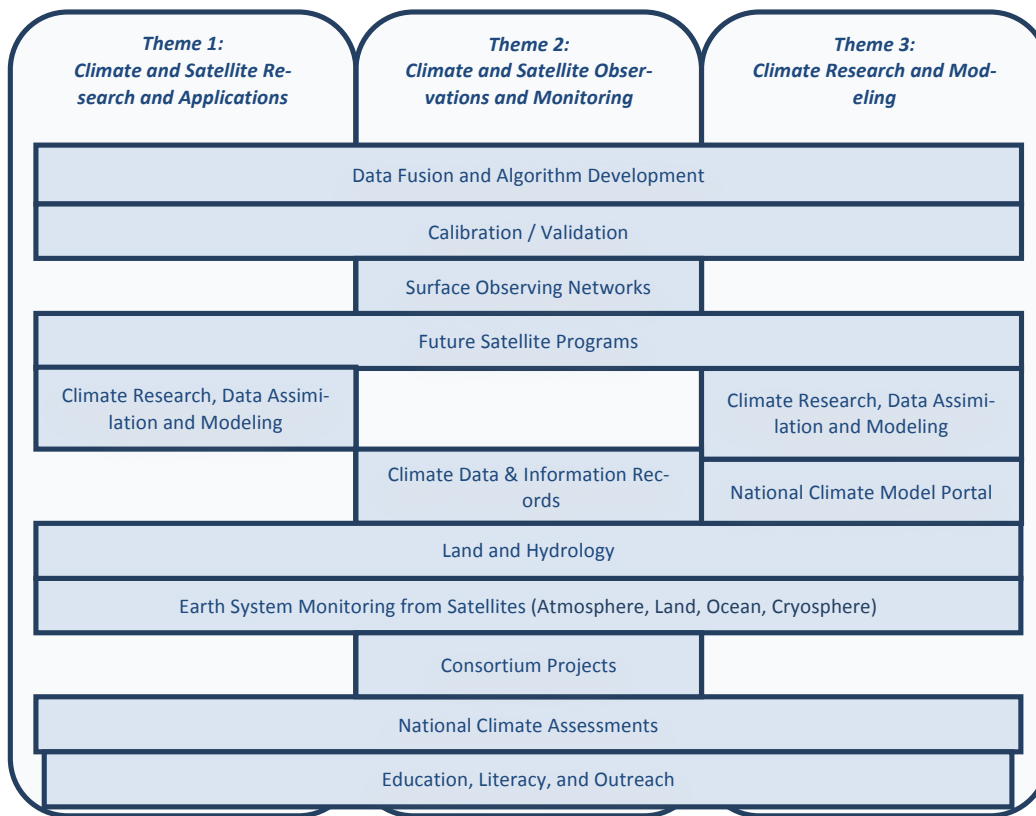 Theme 1:
Climate and Satellite Re-
search and Applications
Theme 2:
Climate and Satellite Obser-
vations and Monitoring
Theme 3:
Climate Research and Mod-
eling
Data Fusion and Algorithm Development
Calibration / Validation
Surface Observing Networks
Future Satellite Programs
Climate Research, Data Assimi-
lation and Modeling
Climate Research, Data Assimi-
lation and Modeling
Climate Data & Information Rec-
ords
National Climate Model Portal
Land and Hydrology
Earth System Monitoring from Satellites (Atmosphere, Land, Ocean, Cryosphere)
Consortium Projects
National Climate Assessments
Education, Literacy, and Outreach